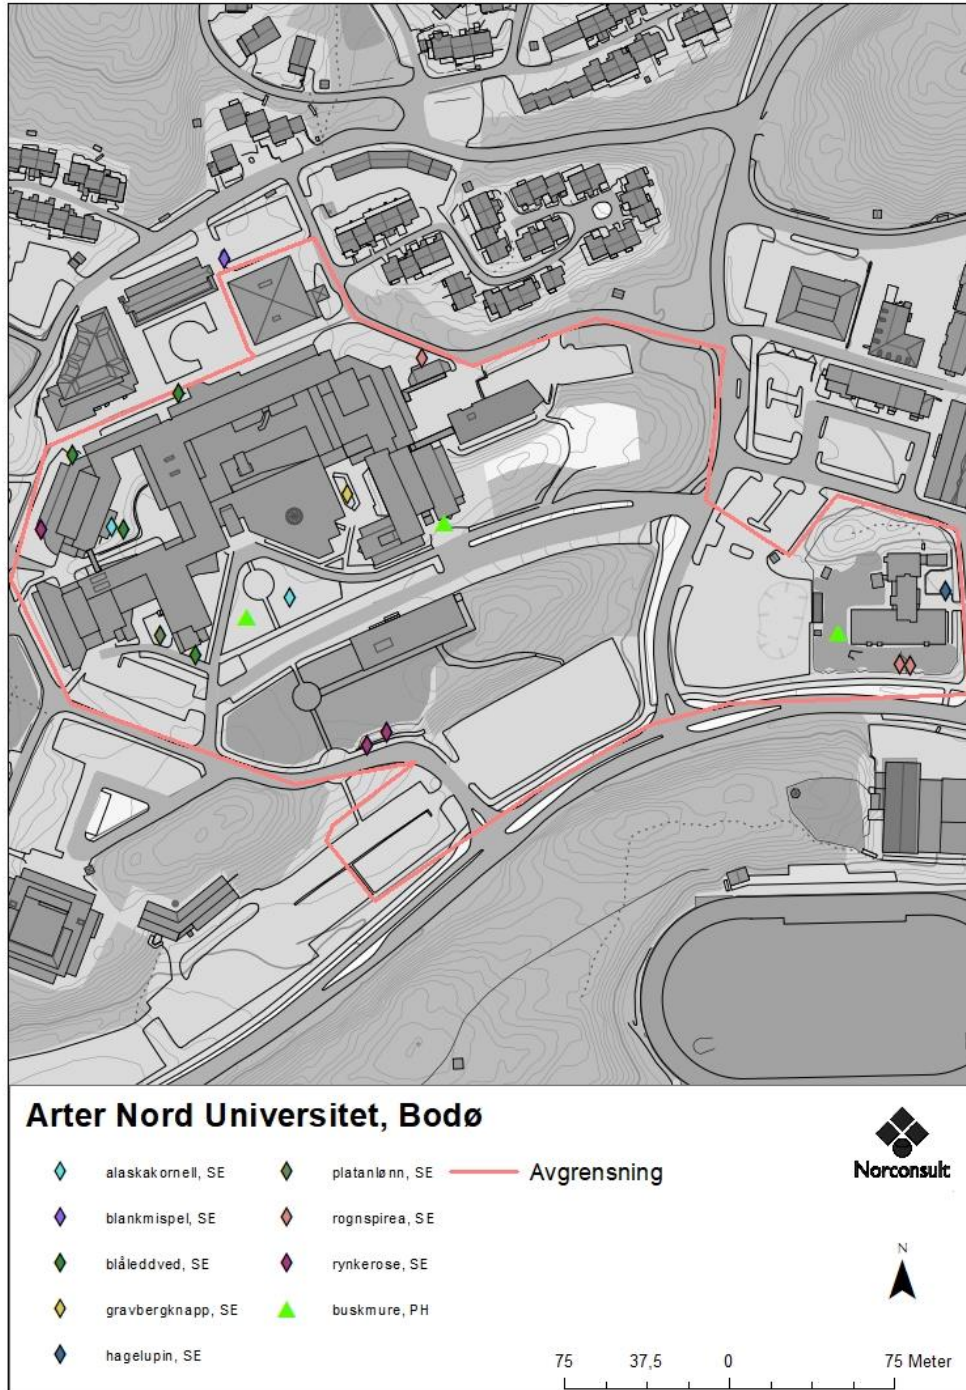 Arter Nord Universitet, Bodø
Norconsult
alaskakornell, SE
platanlønn, SE
Avgrensning
blankmispel, SE
rognspirea, SE
blåleddved, SE
rynkerose, SE
gravbergknapp, SE
buskmure, PH
hagelupin, SE
N
75 37,5 0 75 Meter